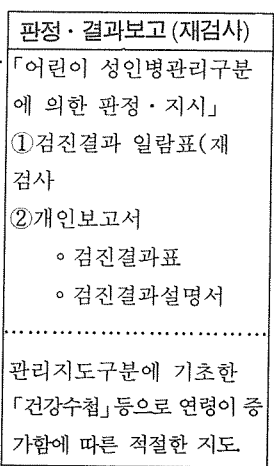 판정·결과보고(재검사)
「어린이 성인병관리구분
에 의한 판정·지시」
①검진결과 일람표(재
검사
②개인보고서
∘검진결과표
∘검진결과설명서
관리지도구분에 기초한
「건강수첩」등으로 연령이 증
가함에 따른 적절한 지도.